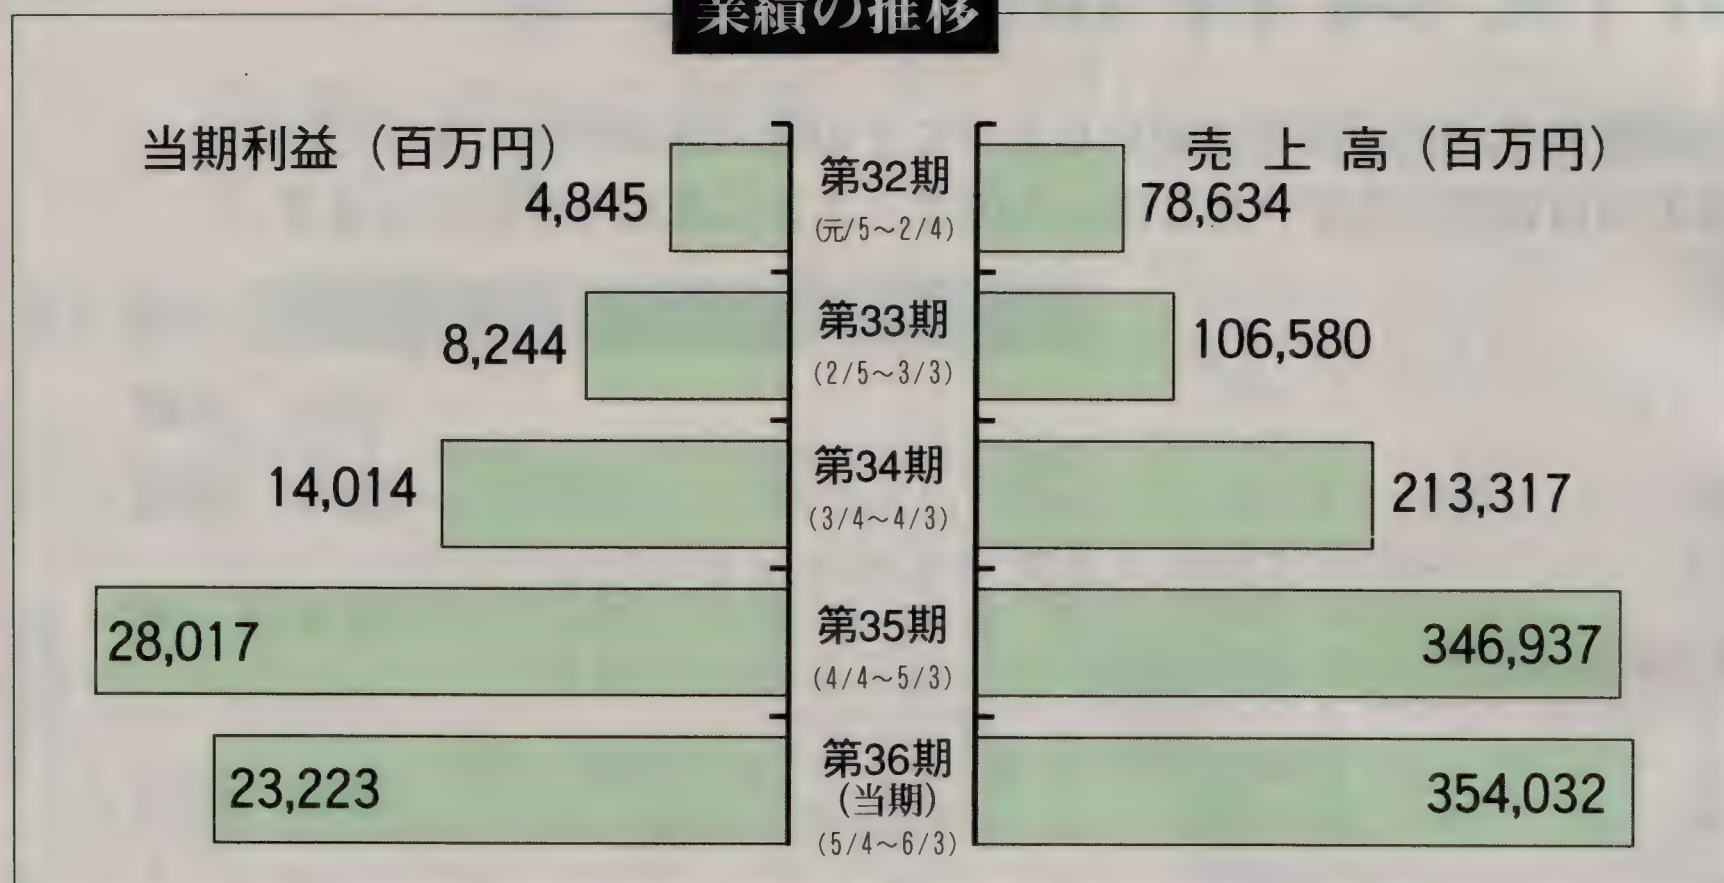 業績の推移
当期利益（百万円）
売上高（百万円）
4,845
第32期
(元/5～2/4)
78,634
8,244
第33期
(2/5～3/3)
106,580
14,014
第34期
(3/4～4/3)
213,317
28,017
第35期
(4/4～5/3)
346,937
23,223
第36期
(当期)
(5/4～6/3)
354,032